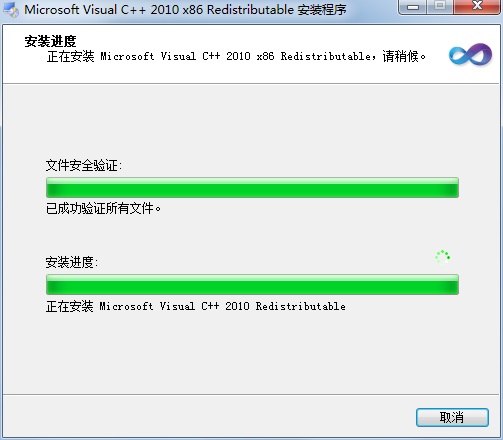 Microsoft Visual C++ 2010 x86 Redistributable 安装程序
安装进度
正在安装 Microsoft Visual C++ 2010 x86 Redistributable，请稍候。
文件安全验证:
已成功验证所有文件。
安装进度:
正在安装 Microsoft Visual C++ 2010 Redistributable
取消